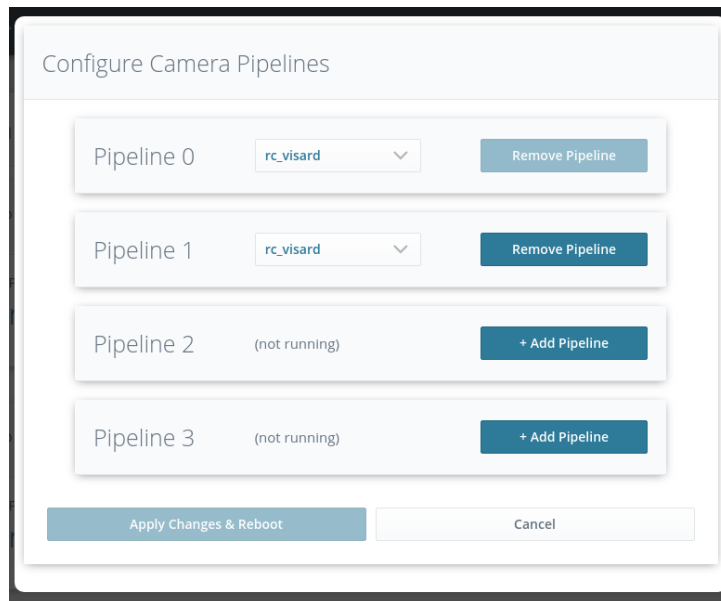 Configure Camera Pipelines
Pipeline 0 rc_visard Remove Pipeline
Pipeline 1 rc_visard Remove Pipeline
Pipeline 2 (not running) + Add Pipeline
Pipeline 3 (not running) + Add Pipeline
Apply Changes & Reboot Cancel